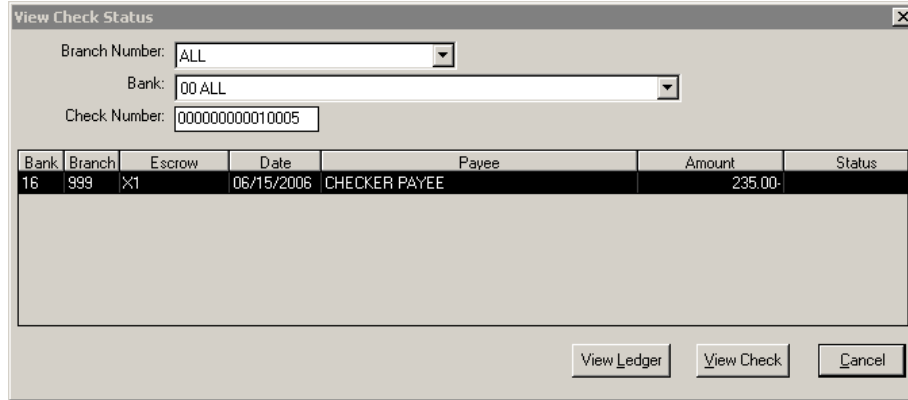 View Check Status
Branch Number: ALL
Bank: 00 ALL
Check Number: 000000000010005
Bank Branch Escrow Date Payee Amount Status
16 999 X1 06/15/2006 CHECKER PAYEE 235.00-
View Ledger View Check Cancel